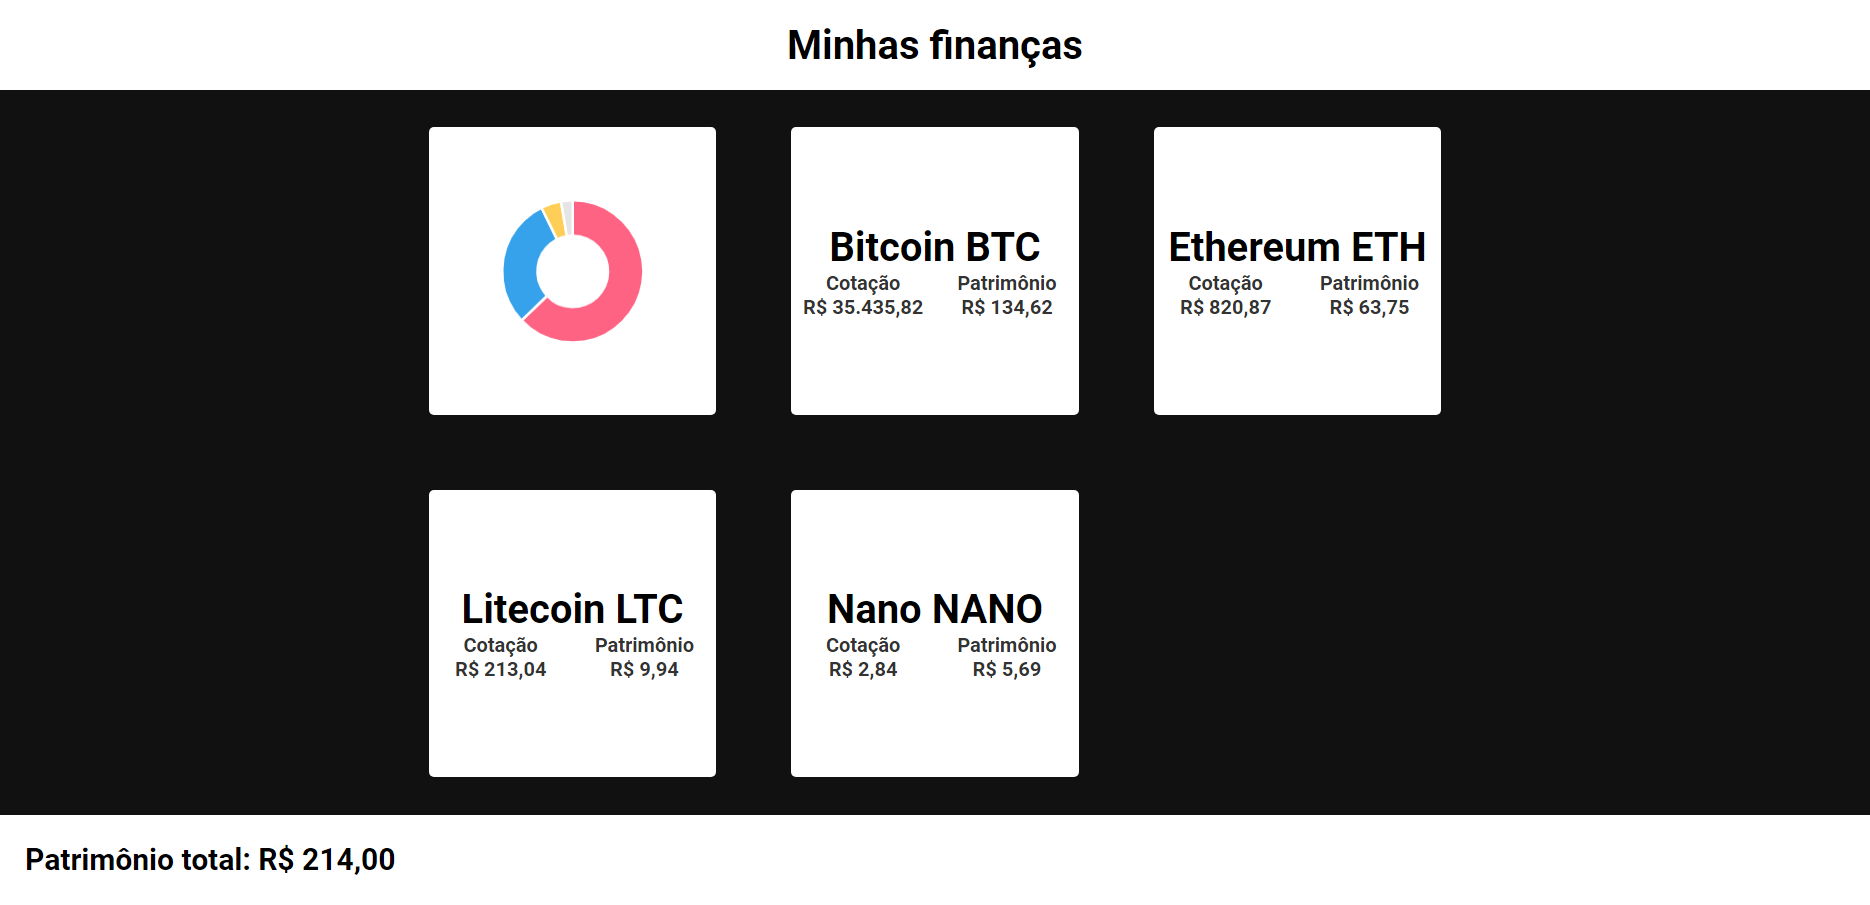 Minhas finanças
Bitcoin BTC
Cotação Patrimônio
R$ 35.435,82 R$ 134,62
Ethereum ETH
Cotação Patrimônio
R$ 820,87 R$ 63,75
Litecoin LTC
Cotação Patrimônio
R$ 213,04 R$ 9,94
Nano NANO
Cotação Patrimônio
R$ 2,84 R$ 5,69
Patrimônio total: R$ 214,00